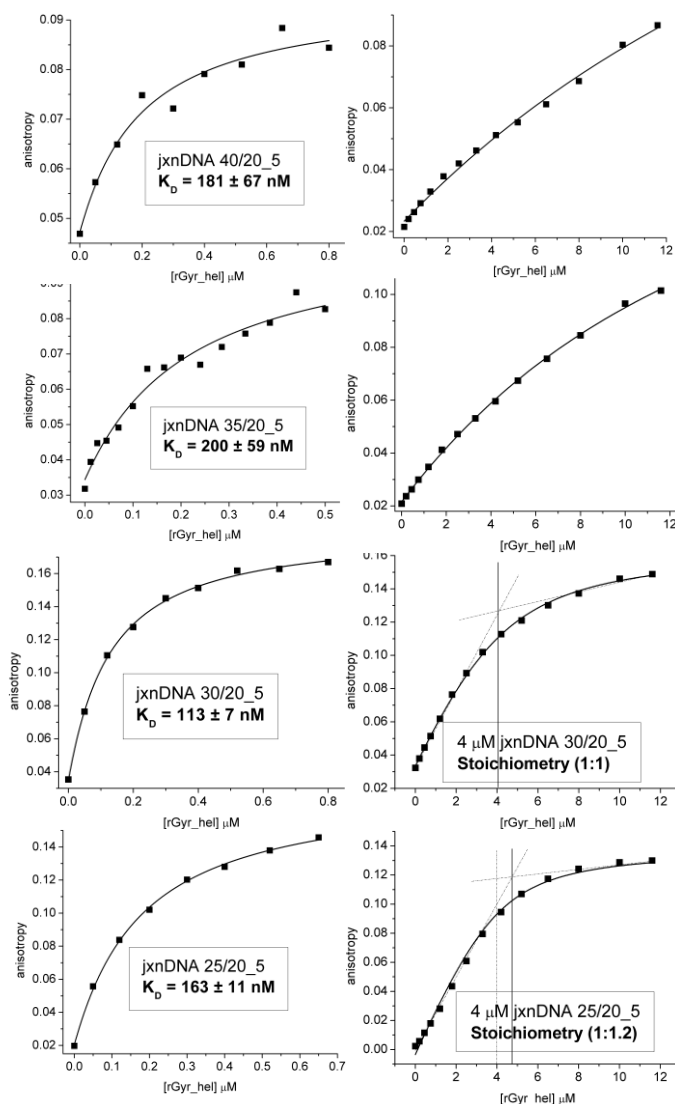 0.09
0.08
0.07
0.06
0.05
anisotropy
jxnDNA 40/20_5
K_D = 181 ± 67 nM
0.0 0.2 0.4 0.6 0.8
[rGyr_hel] μM
0.08
0.06
0.04
0.02
anisotropy
0 2 4 6 8 10 12
[rGyr_hel] μM
0.08
0.07
0.06
0.05
0.04
0.03
anisotropy
jxnDNA 35/20_5
K_D = 200 ± 59 nM
0.0 0.1 0.2 0.3 0.4 0.5
[rGyr_hel] μM
0.10
0.08
0.06
0.04
0.02
anisotropy
0 2 4 6 8 10 12
[rGyr_hel] μM
0.16
0.12
0.08
0.04
anisotropy
jxnDNA 30/20_5
K_D = 113 ± 7 nM
0.0 0.2 0.4 0.6 0.8
[rGyr_hel] μM
0.16
0.14
0.12
0.10
0.08
0.06
0.04
0.02
anisotropy
4 μM jxnDNA 30/20_5
Stoichiometry (1:1)
0 2 4 6 8 10 12
[rGyr_hel] μM
0.14
0.12
0.10
0.08
0.06
0.04
0.02
anisotropy
jxnDNA 25/20_5
K_D = 163 ± 11 nM
0.0 0.1 0.2 0.3 0.4 0.5 0.6 0.7
[rGyr_hel] μM
0.14
0.12
0.10
0.08
0.06
0.04
0.02
0.00
anisotropy
4 μM jxnDNA 25/20_5
Stoichiometry (1:1.2)
0 2 4 6 8 10 12
[rGyr_hel] μM